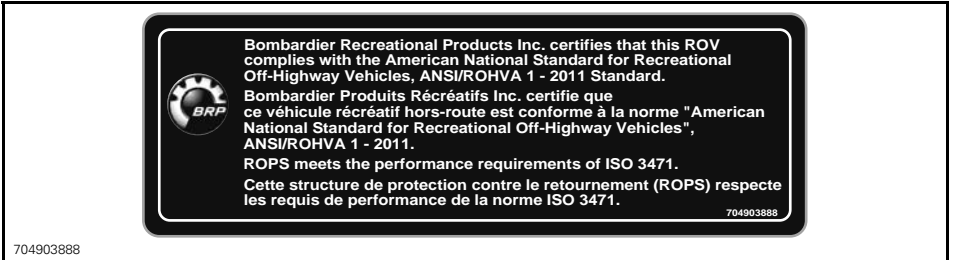 Bombardier Recreational Products Inc. certifies that this ROV
complies with the American National Standard for Recreational
Off-Highway Vehicles, ANSI/ROHVA 1 - 2011 Standard.
BRP
Bombardier Produits Récréatifs Inc. certifie que
ce véhicule récréatif hors-route est conforme à la norme "American
National Standard for Recreational Off-Highway Vehicles",
ANSI/ROHVA 1 - 2011.
ROPS meets the performance requirements of ISO 3471.
Cette structure de protection contre le retournement (ROPS) respecte
les requis de performance de la norme ISO 3471.
704903888
704903888